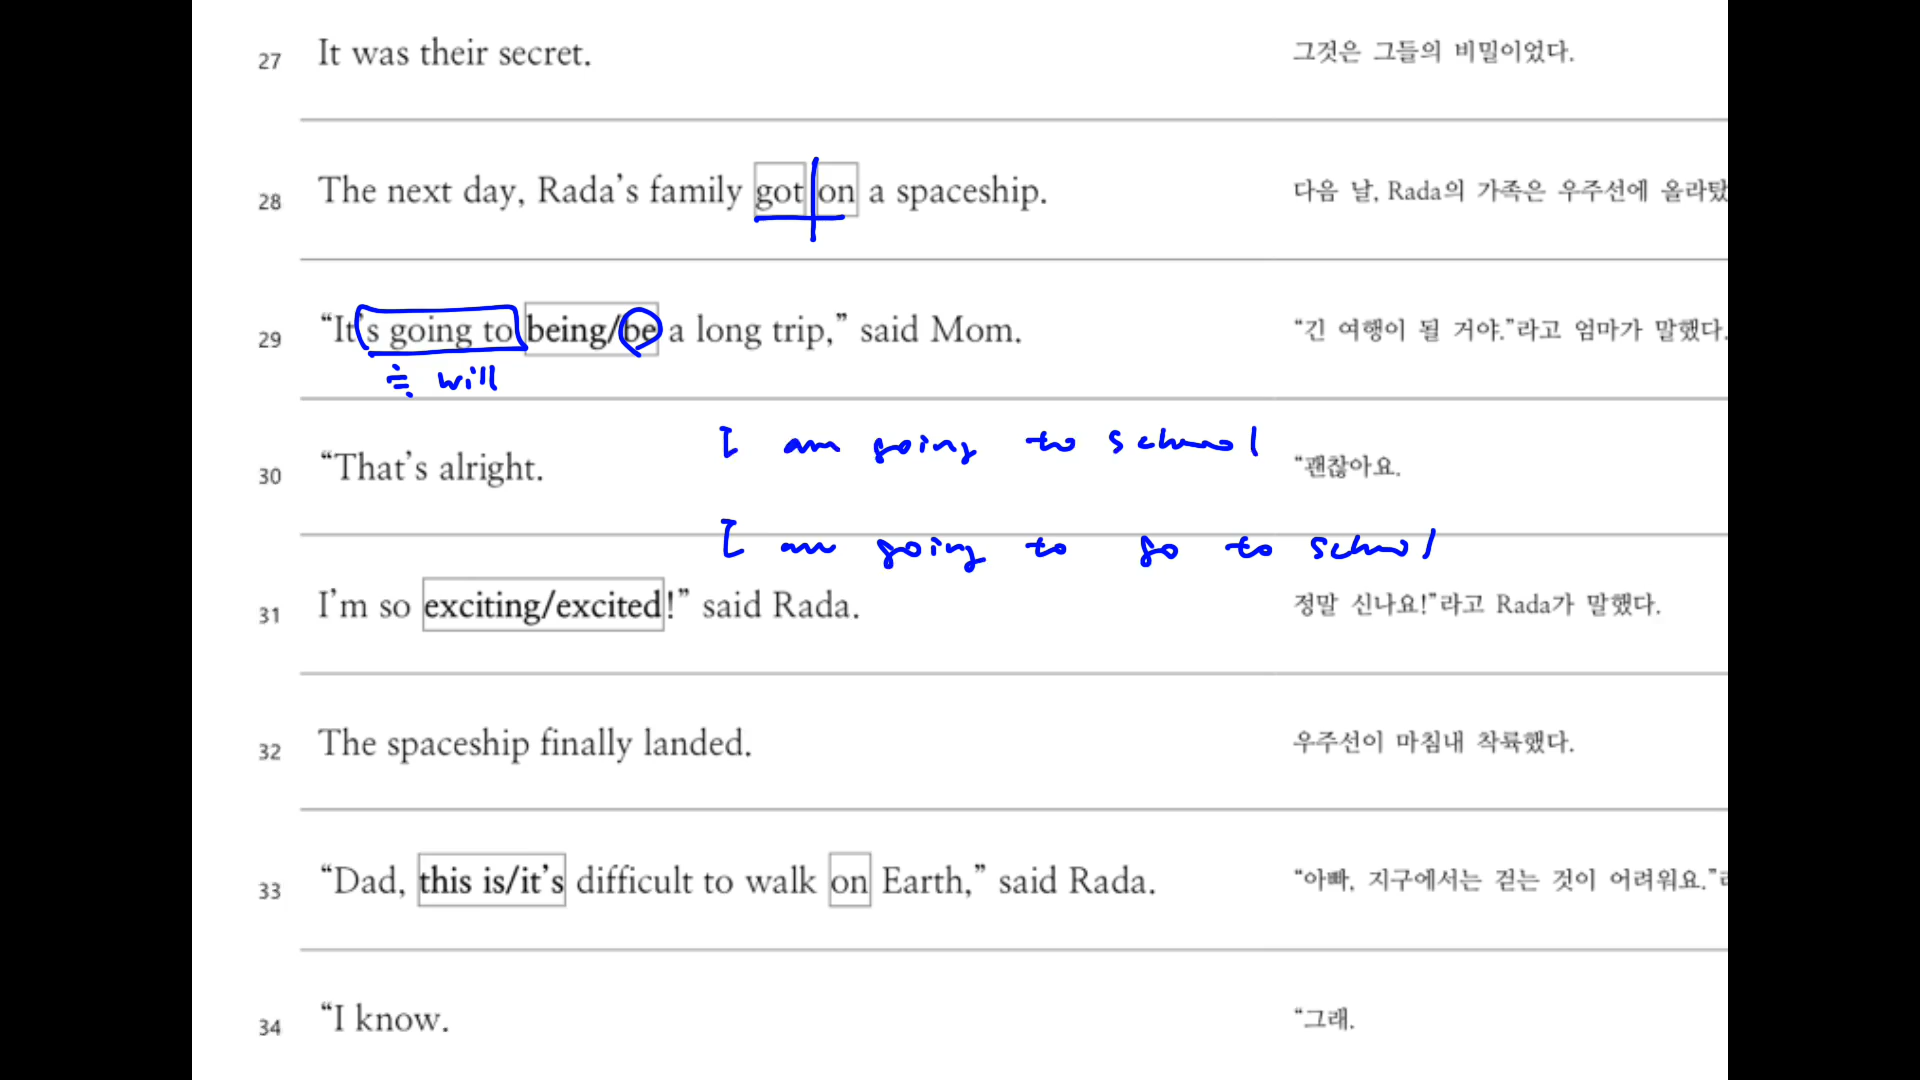 27 It was their secret. 그것은 그들의 비밀이었다.
28 The next day, Rada’s family got on a spaceship. 다음 날, Rada의 가족은 우주선에 올라탔
29 “It’s going to being/be a long trip,” said Mom. “긴 여행이 될 거야.”라고 엄마가 말했다.
≒ will
I am going to school
30 “That’s alright. “괜찮아요.
I am going to go to school
31 I’m so exciting/excited!” said Rada. 정말 신나요!”라고 Rada가 말했다.
32 The spaceship finally landed. 우주선이 마침내 착륙했다.
33 “Dad, this is/it’s difficult to walk on Earth,” said Rada. “아빠, 지구에서는 걷는 것이 어려워요.”
34 “I know. “그래.